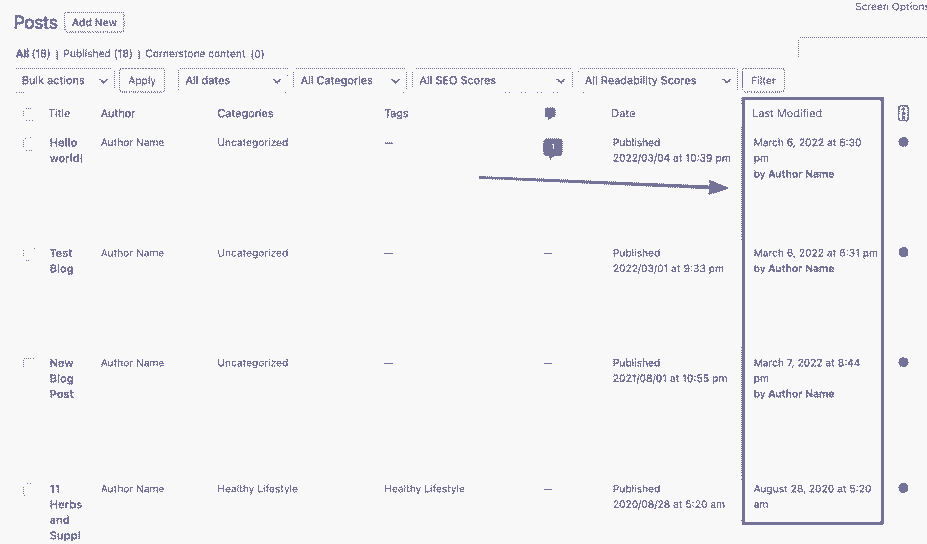 Screen Options
Posts Add New
All (18) | Published (18) | Cornerstone content (0)
Bulk actions Apply All dates All Categories All SEO Scores All Readability Scores Filter
Title Author Categories Tags Date Last Modified
Hello world! Author Name Uncategorized — 1 Published 2022/03/04 at 10:39 pm March 6, 2022 at 6:30 pm by Author Name
Test Blog Author Name Uncategorized — — Published 2022/03/01 at 9:33 pm March 6, 2022 at 6:31 pm by Author Name
New Blog Post Author Name Uncategorized — — Published 2021/08/01 at 10:55 pm March 7, 2022 at 8:44 pm by Author Name
11 Herbs and Suppl Author Name Healthy Lifestyle Healthy Lifestyle — Published 2020/08/28 at 5:20 am August 28, 2020 at 5:20 am